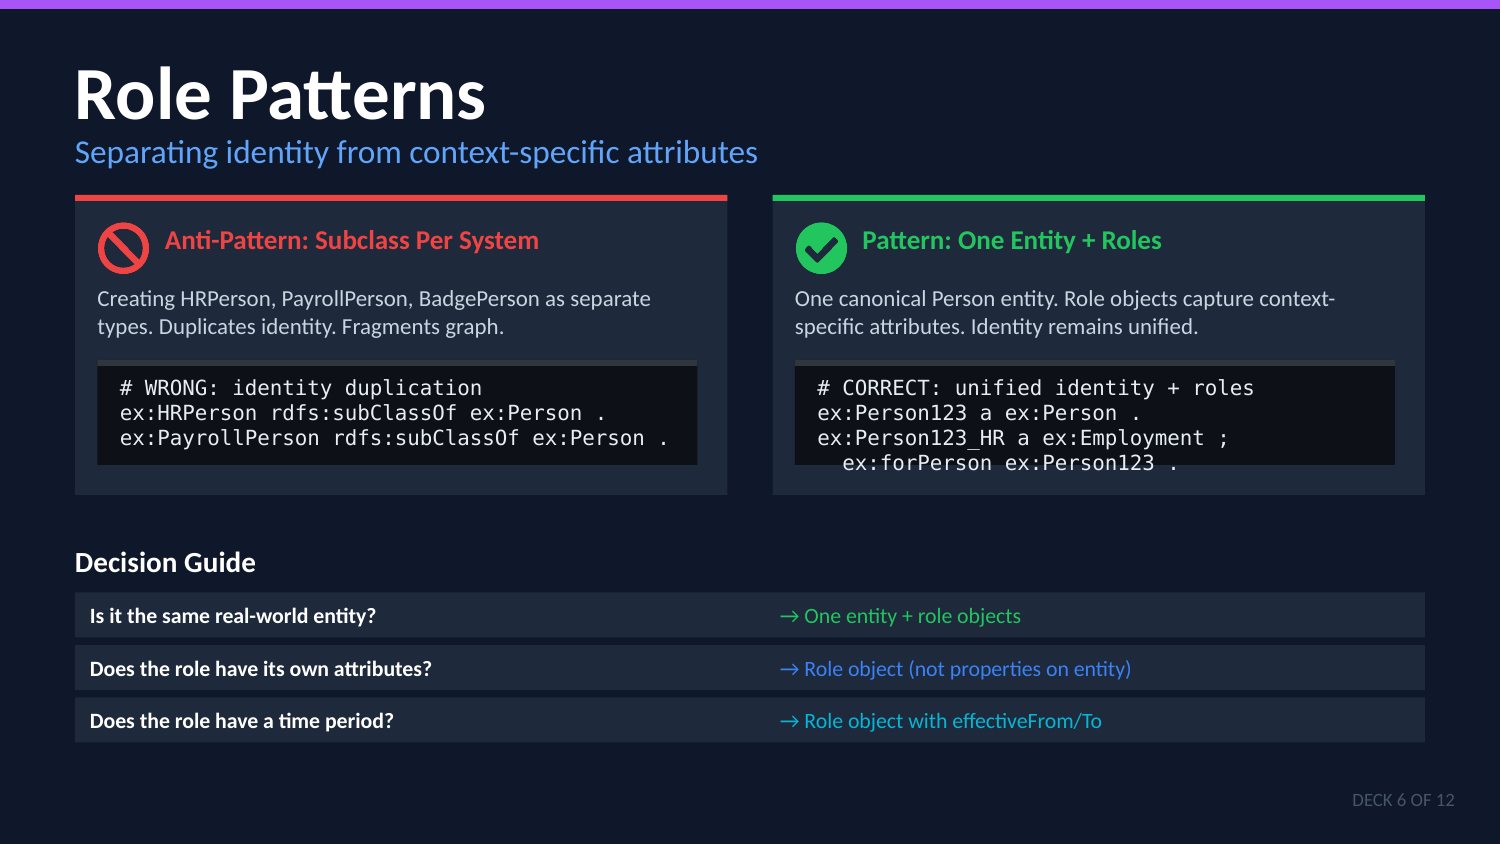 Role Patterns
Separating identity from context-specific attributes
Anti-Pattern: Subclass Per System
Creating HRPerson, PayrollPerson, BadgePerson as separate
types. Duplicates identity. Fragments graph.
# WRONG: identity duplication
ex:HRPerson rdfs:subClassOf ex:Person .
ex:PayrollPerson rdfs:subClassOf ex:Person .
Pattern: One Entity + Roles
One canonical Person entity. Role objects capture context-
specific attributes. Identity remains unified.
# CORRECT: unified identity + roles
ex:Person123 a ex:Person .
ex:Person123_HR a ex:Employment ;
  ex:forPerson ex:Person123 .
Decision Guide
Is it the same real-world entity? → One entity + role objects
Does the role have its own attributes? → Role object (not properties on entity)
Does the role have a time period? → Role object with effectiveFrom/To
DECK 6 OF 12